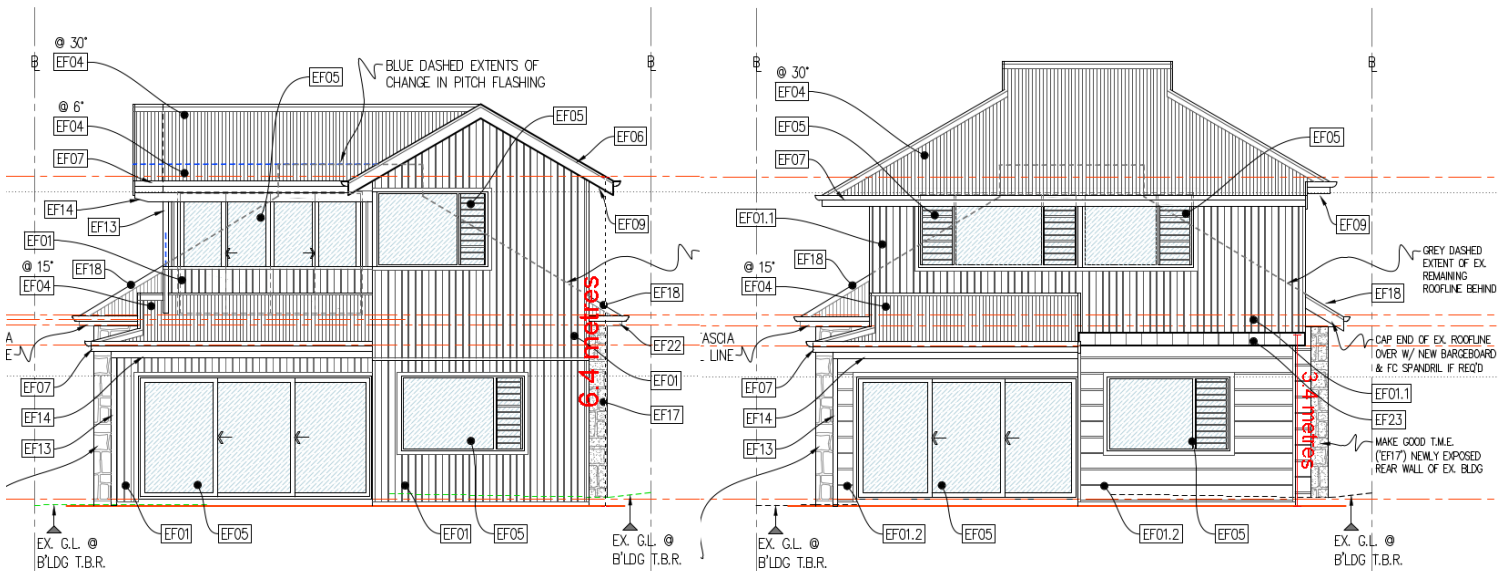 @ 30°
EF04
EF05
BLUE DASHED EXTENTS OF
CHANGE IN PITCH FLASHING
@ 6°
EF04
EF05
EF06
EF07
EF14
EF13
EF09
EF01
@ 15°
EF18
EF04
EF18
EF22
EF07
EF01
EF14
EF17
EF13
6.4 metres
EF01
EF05
EF01
EF05
EX. G.L. @
B'LDG T.B.R.
EX. G.L. @
B'LDG T.B.R.
@ 30°
EF04
EF05
EF05
EF07
EF01.1
EF09
EF18
@ 15°
EF04
GREY DASHED
EXTENT OF EX.
REMAINING
ROOFLINE BEHIND
EF18
ASCIA
LINE
CAP END OF EX. ROOFLINE
OVER W/ NEW BARGEBOARD
& FC SPANDRIL IF REQ'D
EF07
EF01.1
EF14
EF23
EF13
3.4 metres
MAKE GOOD T.M.E.
('EF17') NEWLY EXPOSED
REAR WALL OF EX. BLDG
EF01.2
EF05
EF01.2
EF05
EX. G.L. @
B'LDG T.B.R.
EX. G.L. @
B'LDG T.B.R.